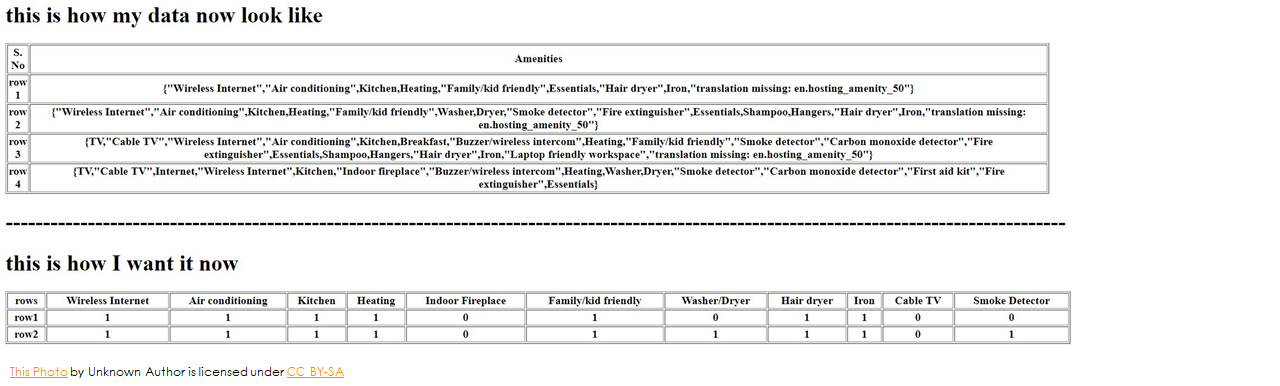 this is how my data now look like
S. No Amenities
row 1 {"Wireless Internet","Air conditioning",Kitchen,Heating,"Family/kid friendly",Essentials,"Hair dryer",Iron,"translation missing: en.hosting_amenity_50"}
row 2 {"Wireless Internet","Air conditioning",Kitchen,Heating,"Family/kid friendly",Washer,Dryer,"Smoke detector","Fire extinguisher",Essentials,Shampoo,Hangers,"Hair dryer",Iron,"translation missing:
en.hosting_amenity_50"}
row 3 {TV,"Cable TV","Wireless Internet","Air conditioning",Kitchen,Breakfast,"Buzzer/wireless intercom",Heating,"Family/kid friendly","Smoke detector","Carbon monoxide detector","Fire
extinguisher",Essentials,Shampoo,Hangers,"Hair dryer",Iron,"Laptop friendly workspace","translation missing: en.hosting_amenity_50"}
row 4 {TV,"Cable TV",Internet,"Wireless Internet",Kitchen,"Indoor fireplace","Buzzer/wireless intercom",Heating,Washer,Dryer,"Smoke detector","Carbon monoxide detector","First aid kit","Fire
extinguisher",Essentials}
this is how I want it now
rows Wireless Internet Air conditioning Kitchen Heating Indoor Fireplace Family/kid friendly Washer/Dryer Hair dryer Iron Cable TV Smoke Detector
row1 1 1 1 1 0 1 0 1 1 0 0
row2 1 1 1 1 0 1 1 1 1 0 1
This Photo by Unknown Author is licensed under CC BY-SA